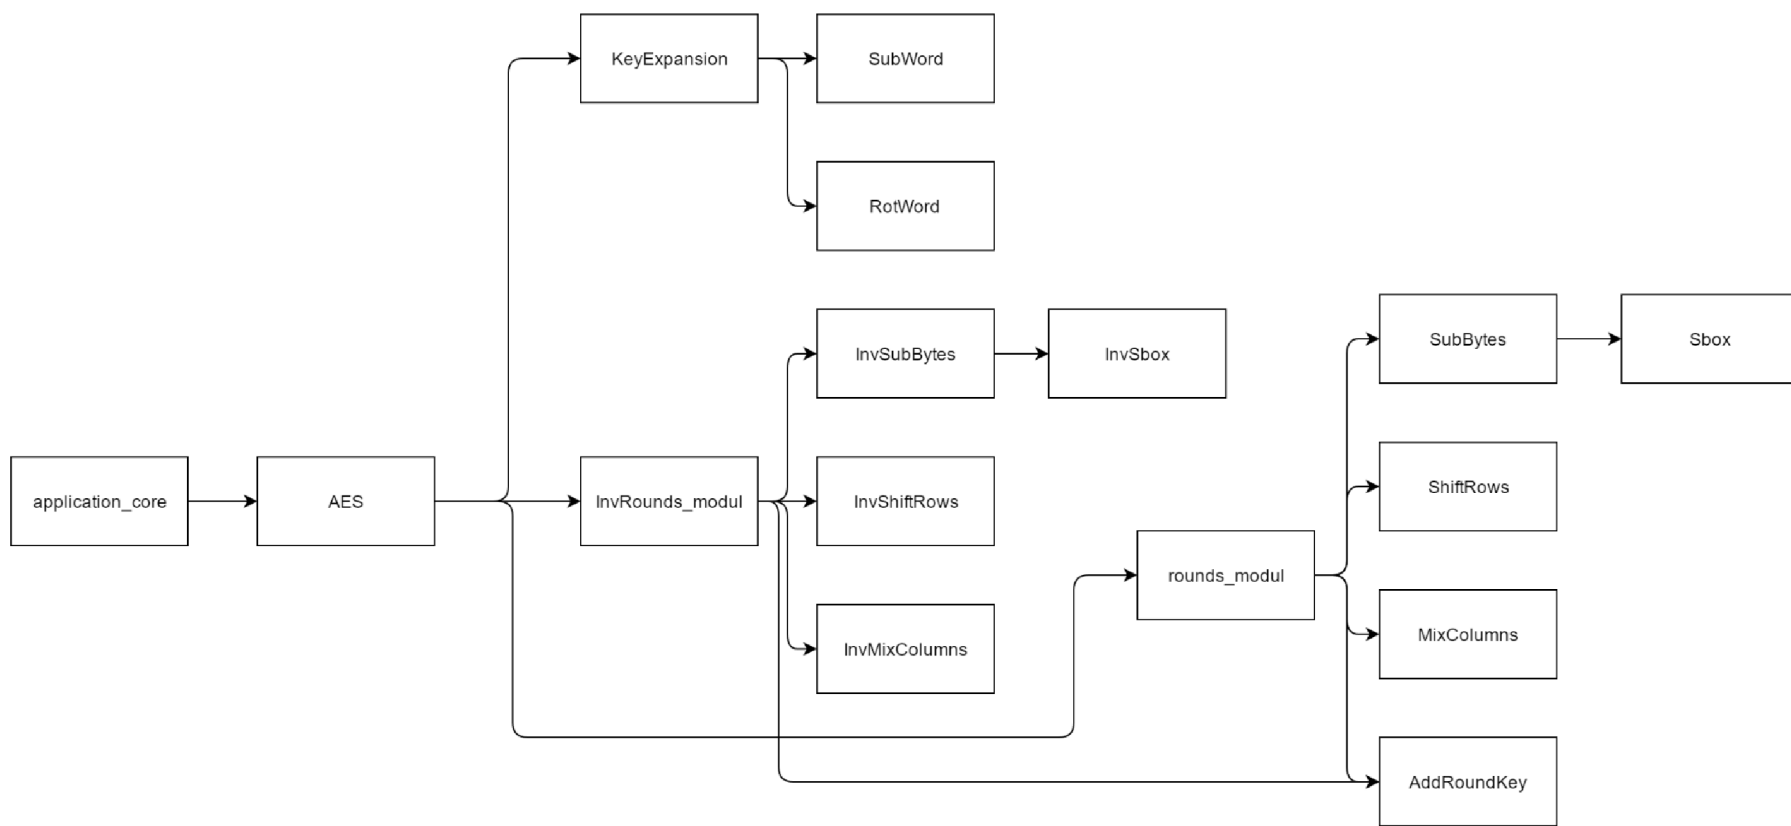 KeyExpansion
SubWord
RotWord
InvSubBytes
InvSbox
SubBytes
Sbox
application_core
AES
InvRounds_modul
InvShiftRows
ShiftRows
rounds_modul
InvMixColumns
MixColumns
AddRoundKey